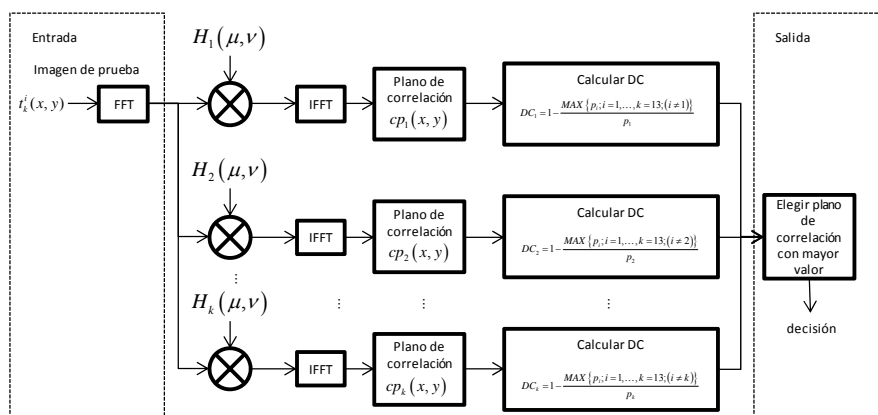 Entrada
Salida
Imagen de prueba
t_k^i(x, y)
FFT
H_1(μ,ν)
IFFT
Plano de
correlación
cp_1(x, y)
Calcular DC
DC_1 = 1 - MAX{p_i; i = 1,…, k = 13; (i ≠ 1)} / p_1
H_2(μ,ν)
IFFT
Plano de
correlación
cp_2(x, y)
Calcular DC
DC_2 = 1 - MAX{p_i; i = 1,…, k = 13; (i ≠ 2)} / p_2
Elegir plano
de
correlación
con mayor
valor
decisión
⋮ ⋮ ⋮ ⋮
H_k(μ,ν)
IFFT
Plano de
correlación
cp_k(x, y)
Calcular DC
DC_k = 1 - MAX{p_i; i = 1,…, k = 13; (i ≠ k)} / p_k